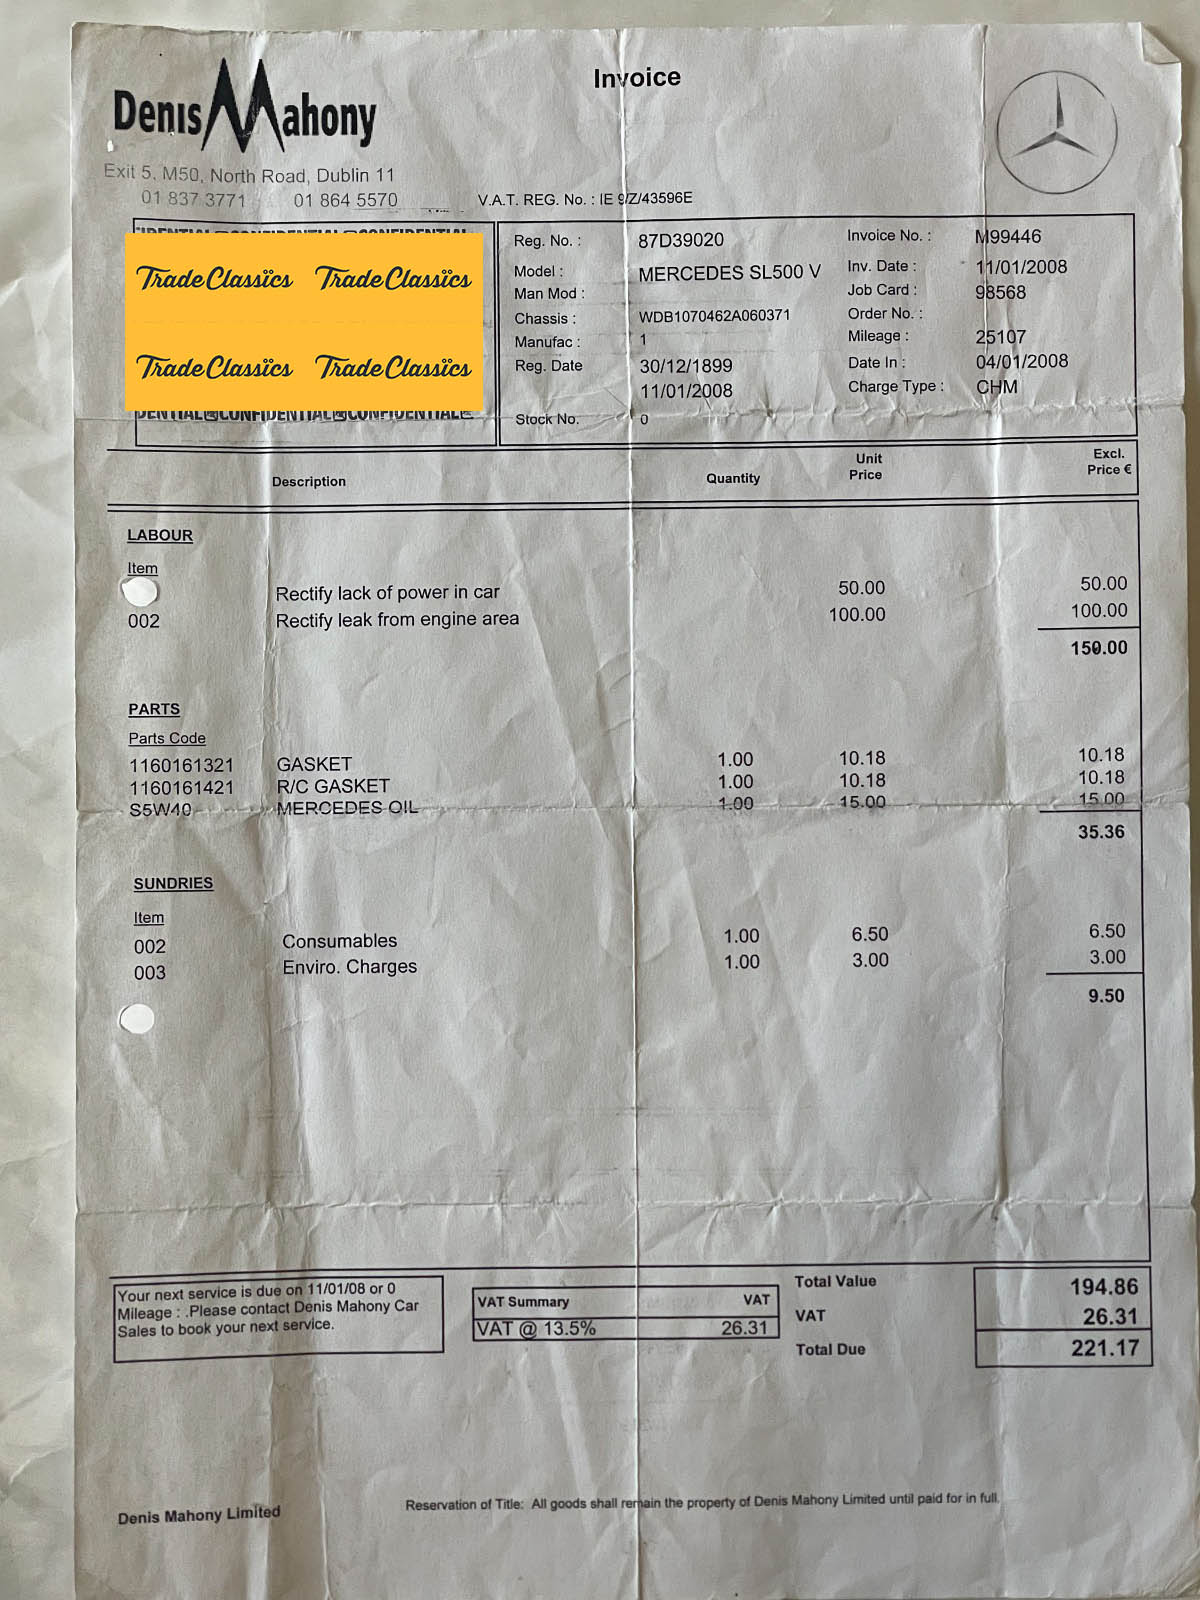 Invoice
Denis Mahony
Exit 5, M50, North Road, Dublin 11
01 837 3771 01 864 5570
V.A.T. REG. No. : IE 9/Z/43596E
TradeClassics TradeClassics
TradeClassics TradeClassics
DENTIAL CONFIDENTIAL CONFIDENTIAL
Reg. No. : 87D39020
Model : MERCEDES SL500 V
Man Mod :
Chassis : WDB1070462A060371
Manufac : 1
Reg. Date 30/12/1899
11/01/2008
Stock No. 0
Invoice No. : M99446
Inv. Date : 11/01/2008
Job Card : 98568
Order No. :
Mileage : 25107
Date In : 04/01/2008
Charge Type : CHM
Description Quantity Unit Price Excl. Price €
LABOUR
Item
Rectify lack of power in car 50.00 50.00
002 Rectify leak from engine area 100.00 100.00
150.00
PARTS
Parts Code
1160161321 GASKET 1.00 10.18 10.18
1160161421 R/C GASKET 1.00 10.18 10.18
S5W40 MERCEDES OIL 1.00 15.00 15.00
35.36
SUNDRIES
Item
002 Consumables 1.00 6.50 6.50
003 Enviro. Charges 1.00 3.00 3.00
9.50
Your next service is due on 11/01/08 or 0
Mileage : .Please contact Denis Mahony Car
Sales to book your next service.
VAT Summary VAT
VAT @ 13.5% 26.31
Total Value 194.86
VAT 26.31
Total Due 221.17
Denis Mahony Limited
Reservation of Title: All goods shall remain the property of Denis Mahony Limited until paid for in full.